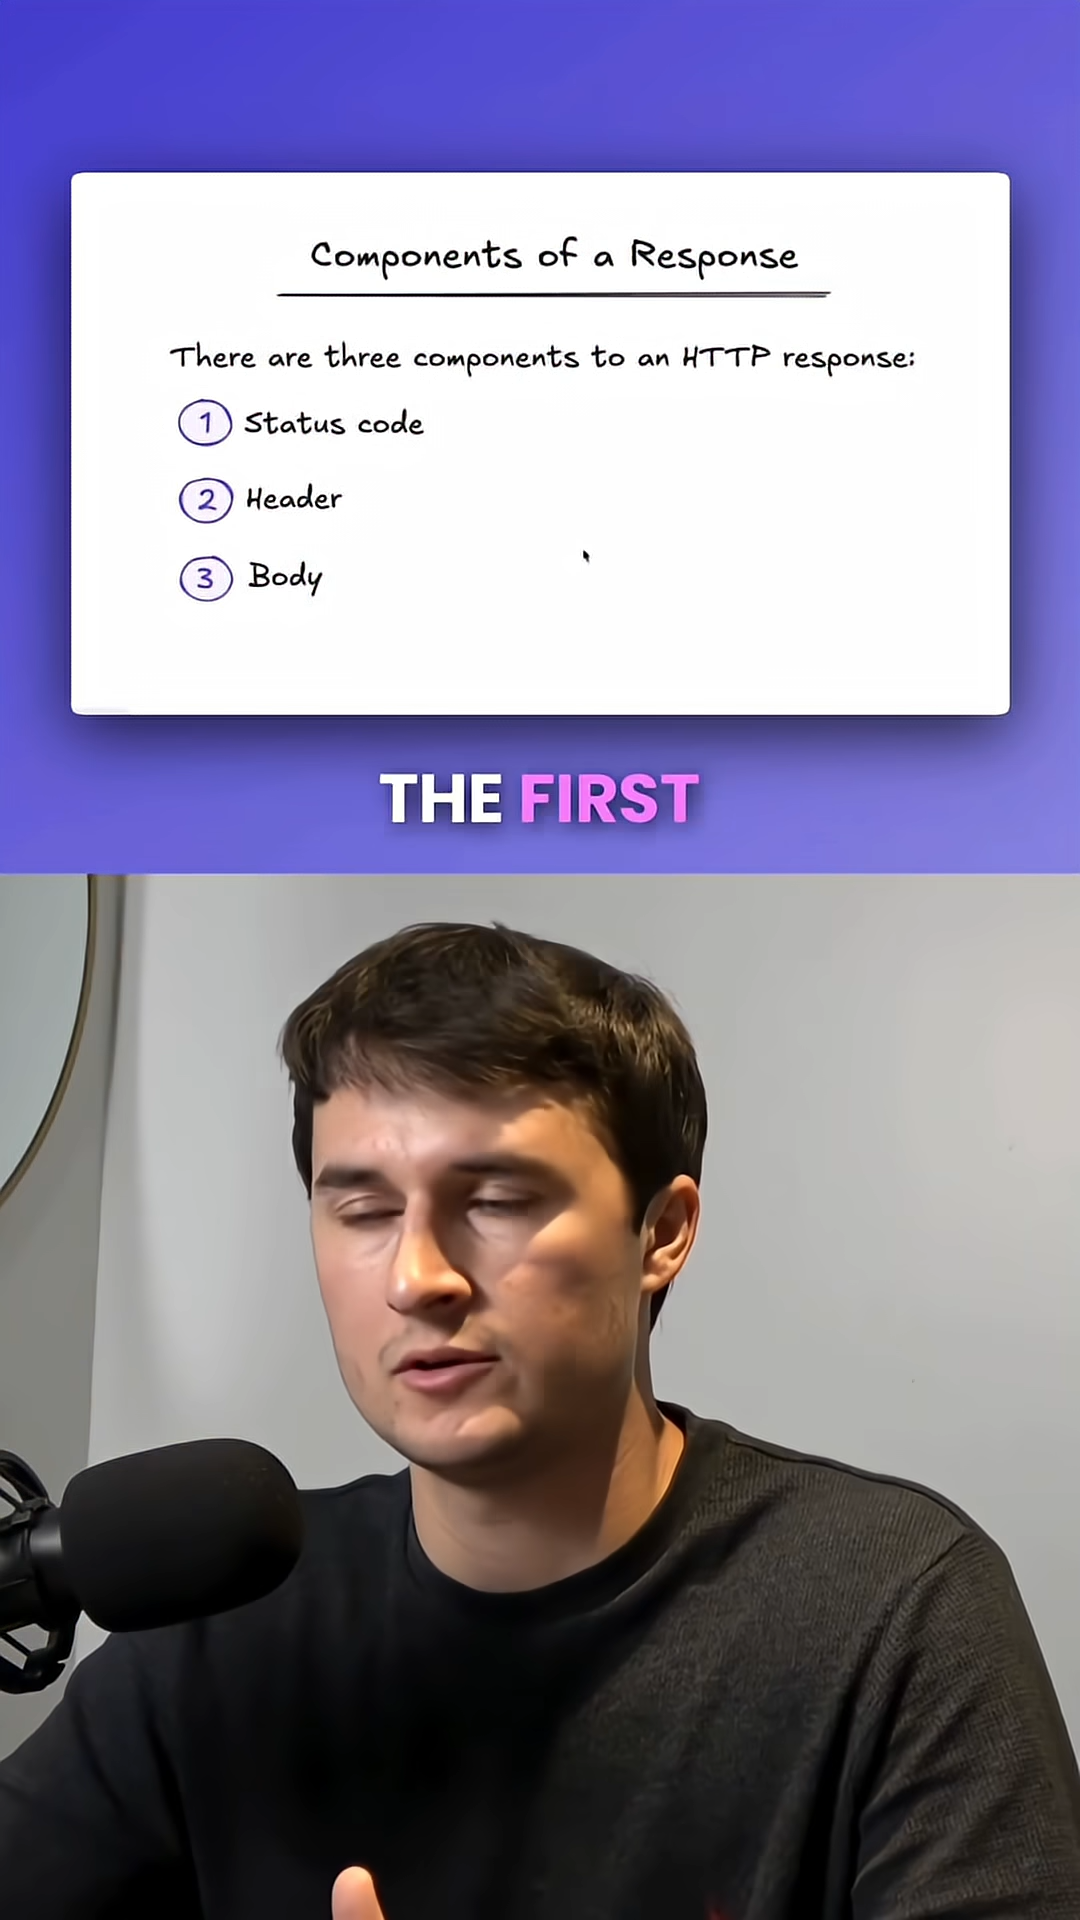 Components of a Response
There are three components to an HTTP response:
1 Status code
2 Header
3 Body
THE FIRST